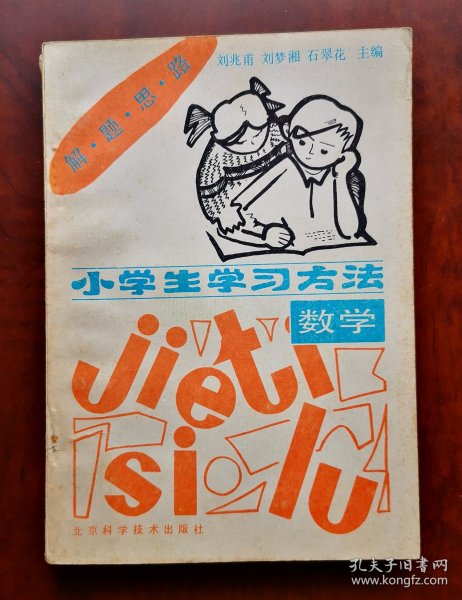 解·题·思·路
刘兆甫 刘梦湘 石翠花 主编
小学生学习方法
数学
jieti
silu
北京科学技术出版社
孔夫子旧书网
www.kongfz.com